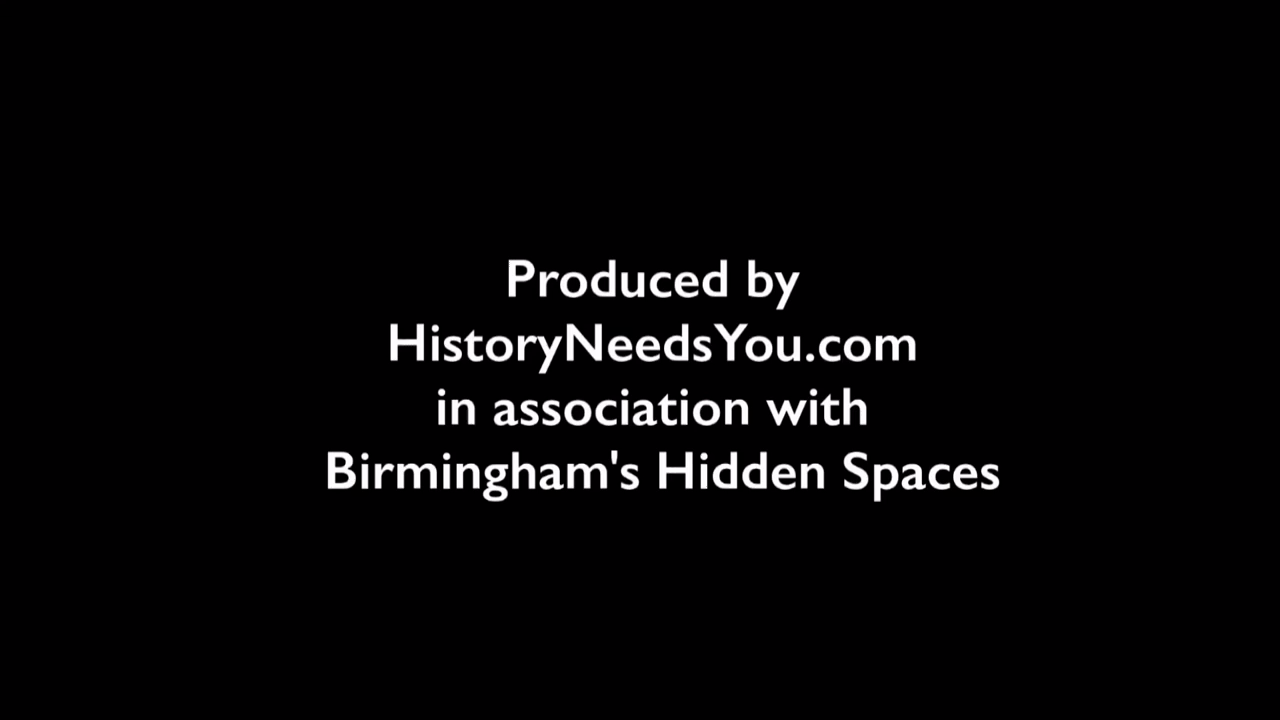 Produced by
HistoryNeedsYou.com
in association with
Birmingham's Hidden Spaces